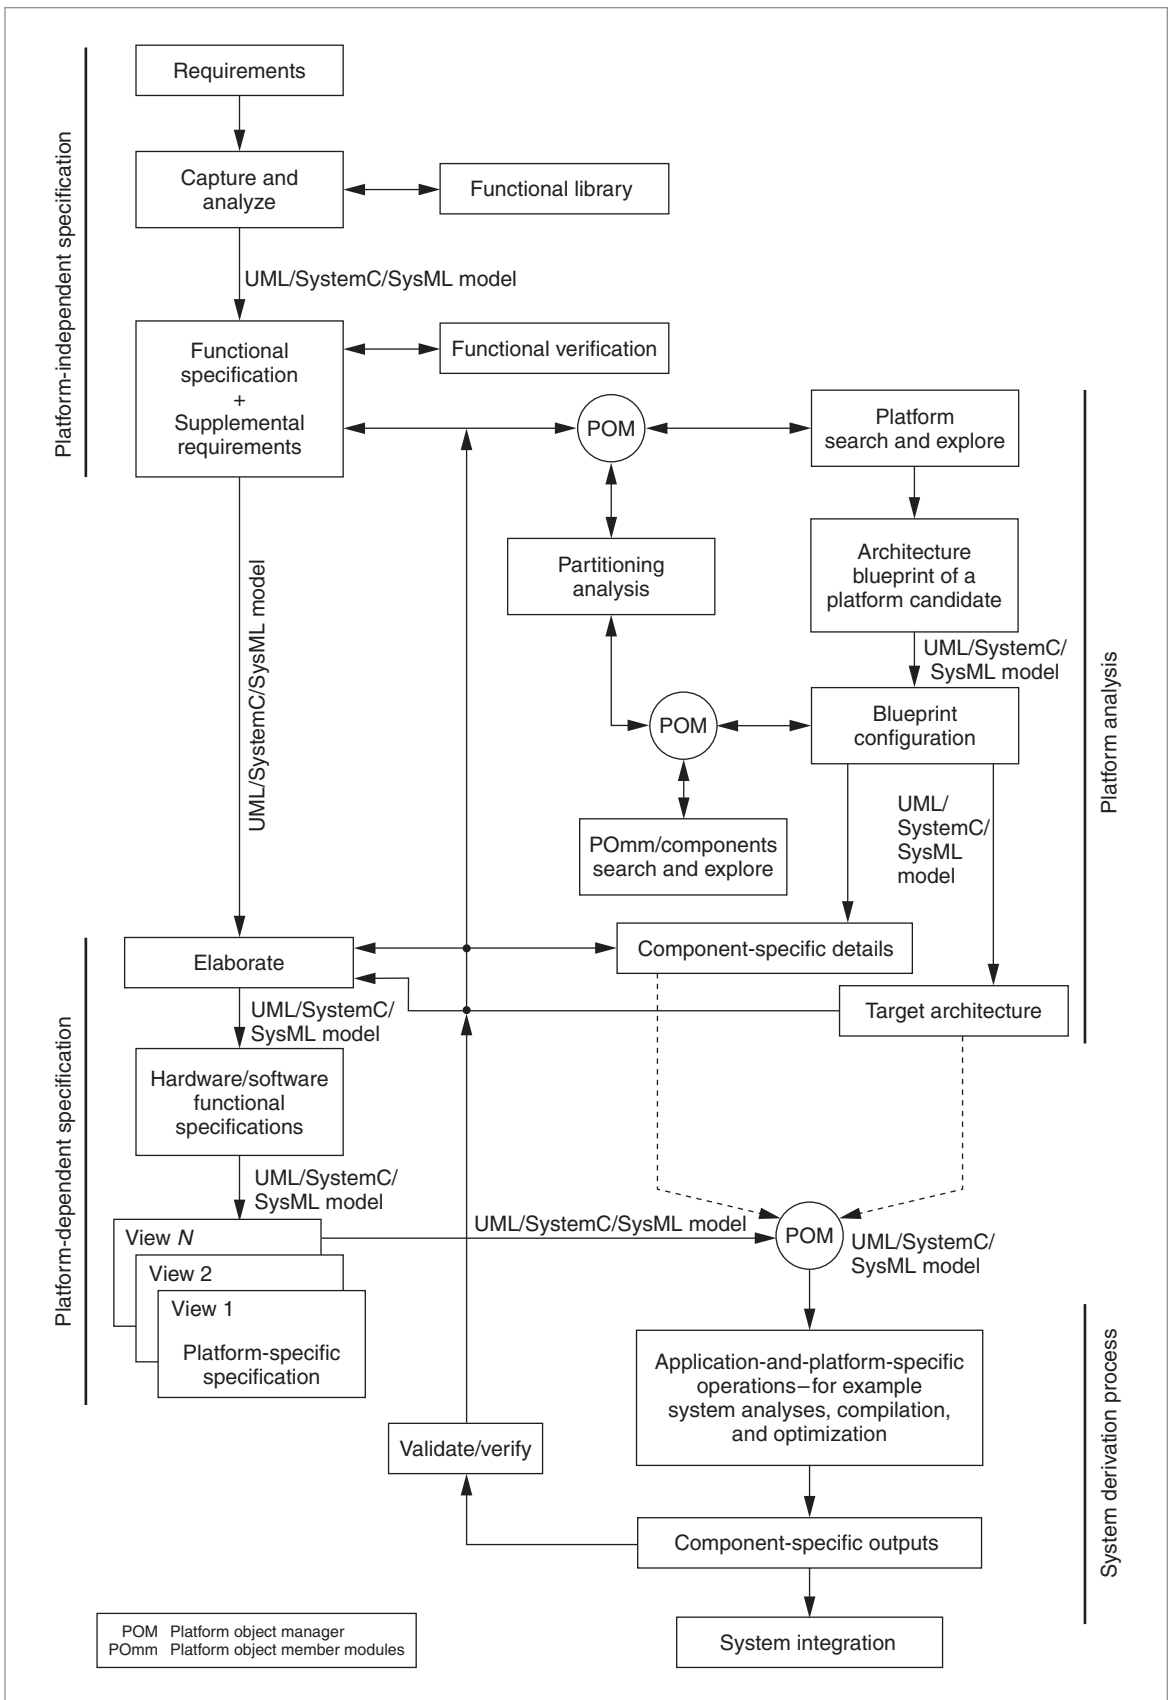 Platform-independent specification
Requirements
Capture and
analyze
Functional library
UML/SystemC/SysML model
Functional
specification
+
Supplemental
requirements
Functional verification
POM
Platform
search and explore
Partitioning
analysis
Architecture
blueprint of a
platform candidate
UML/SystemC/
SysML model
UML/SystemC/SysML model
POM
Blueprint
configuration
Platform analysis
UML/
SystemC/
SysML
model
POmm/components
search and explore
Component-specific details
Target architecture
Platform-dependent specification
Elaborate
UML/SystemC/
SysML model
Hardware/software
functional
specifications
UML/SystemC/
SysML model
View N
View 2
View 1
Platform-specific
specification
UML/SystemC/SysML model
POM
UML/SystemC/
SysML model
System derivation process
Application-and-platform-specific
operations–for example
system analyses, compilation,
and optimization
Validate/verify
Component-specific outputs
System integration
POM Platform object manager
POmm Platform object member modules